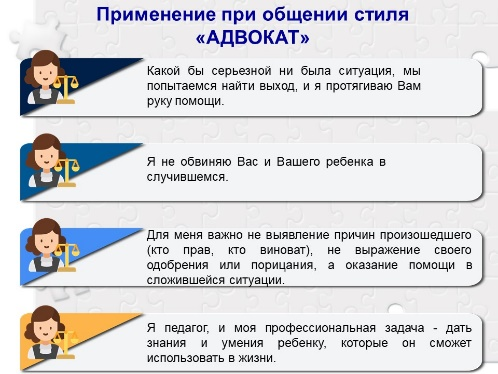 Применение при общении стиля
«АДВОКАТ»
Какой бы серьезной ни была ситуация, мы
попытаемся найти выход, и я протягиваю Вам
руку помощи.
Я не обвиняю Вас и Вашего ребенка в
случившемся.
Для меня важно не выявление причин произошедшего
(кто прав, кто виноват), не выражение своего
одобрения или порицания, а оказание помощи в
сложившейся ситуации.
Я педагог, и моя профессиональная задача - дать
знания и умения ребенку, которые он сможет
использовать в жизни.